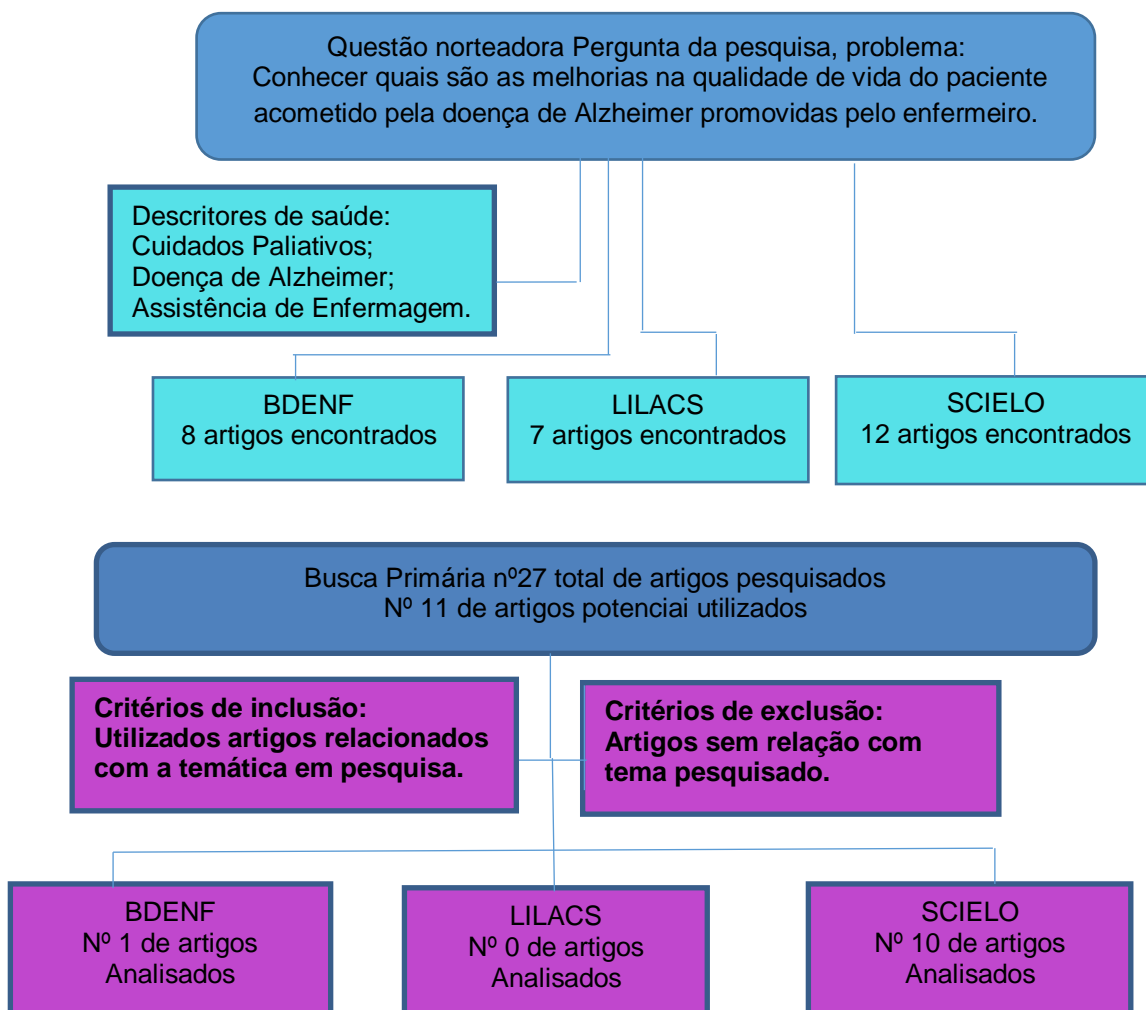 Questão norteadora Pergunta da pesquisa, problema:
Conhecer quais são as melhorias na qualidade de vida do paciente
acometido pela doença de Alzheimer promovidas pelo enfermeiro.
Descritores de saúde:
Cuidados Paliativos;
Doença de Alzheimer;
Assistência de Enfermagem.
BDENF
8 artigos encontrados
LILACS
7 artigos encontrados
SCIELO
12 artigos encontrados
Busca Primária nº27 total de artigos pesquisados
Nº 11 de artigos potenciai utilizados
Critérios de inclusão:
Utilizados artigos relacionados
com a temática em pesquisa.
Critérios de exclusão:
Artigos sem relação com
tema pesquisado.
BDENF
Nº 1 de artigos
Analisados
LILACS
Nº 0 de artigos
Analisados
SCIELO
Nº 10 de artigos
Analisados